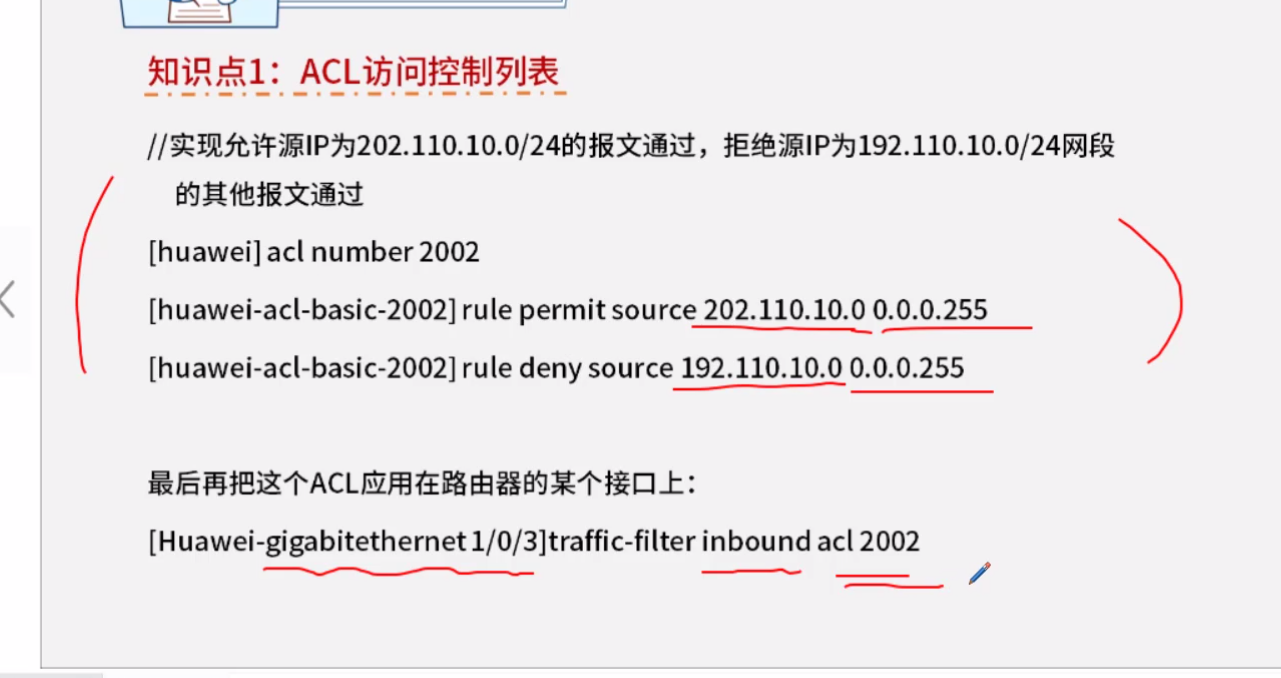 知识点1：ACL访问控制列表
//实现允许源IP为202.110.10.0/24的报文通过，拒绝源IP为192.110.10.0/24网段
的其他报文通过
[huawei] acl number 2002
[huawei-acl-basic-2002] rule permit source 202.110.10.0 0.0.0.255
[huawei-acl-basic-2002] rule deny source 192.110.10.0 0.0.0.255
最后再把这个ACL应用在路由器的某个接口上：
[Huawei-gigabitethernet 1/0/3]traffic-filter inbound acl 2002